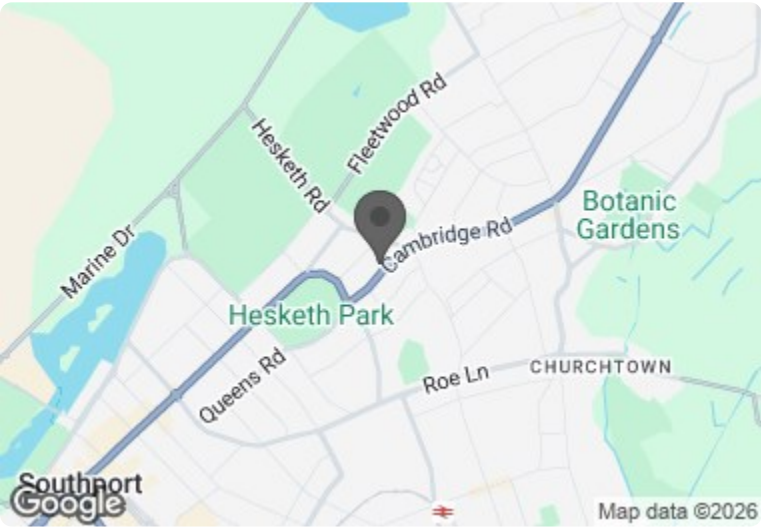 Fleetwood Rd
Hesketh Rd
Marine Dr
Cambridge Rd
Botanic
Gardens
Hesketh Park
Queens Rd
Roe Ln
CHURCHTOWN
Southport
Google
Map data ©2026